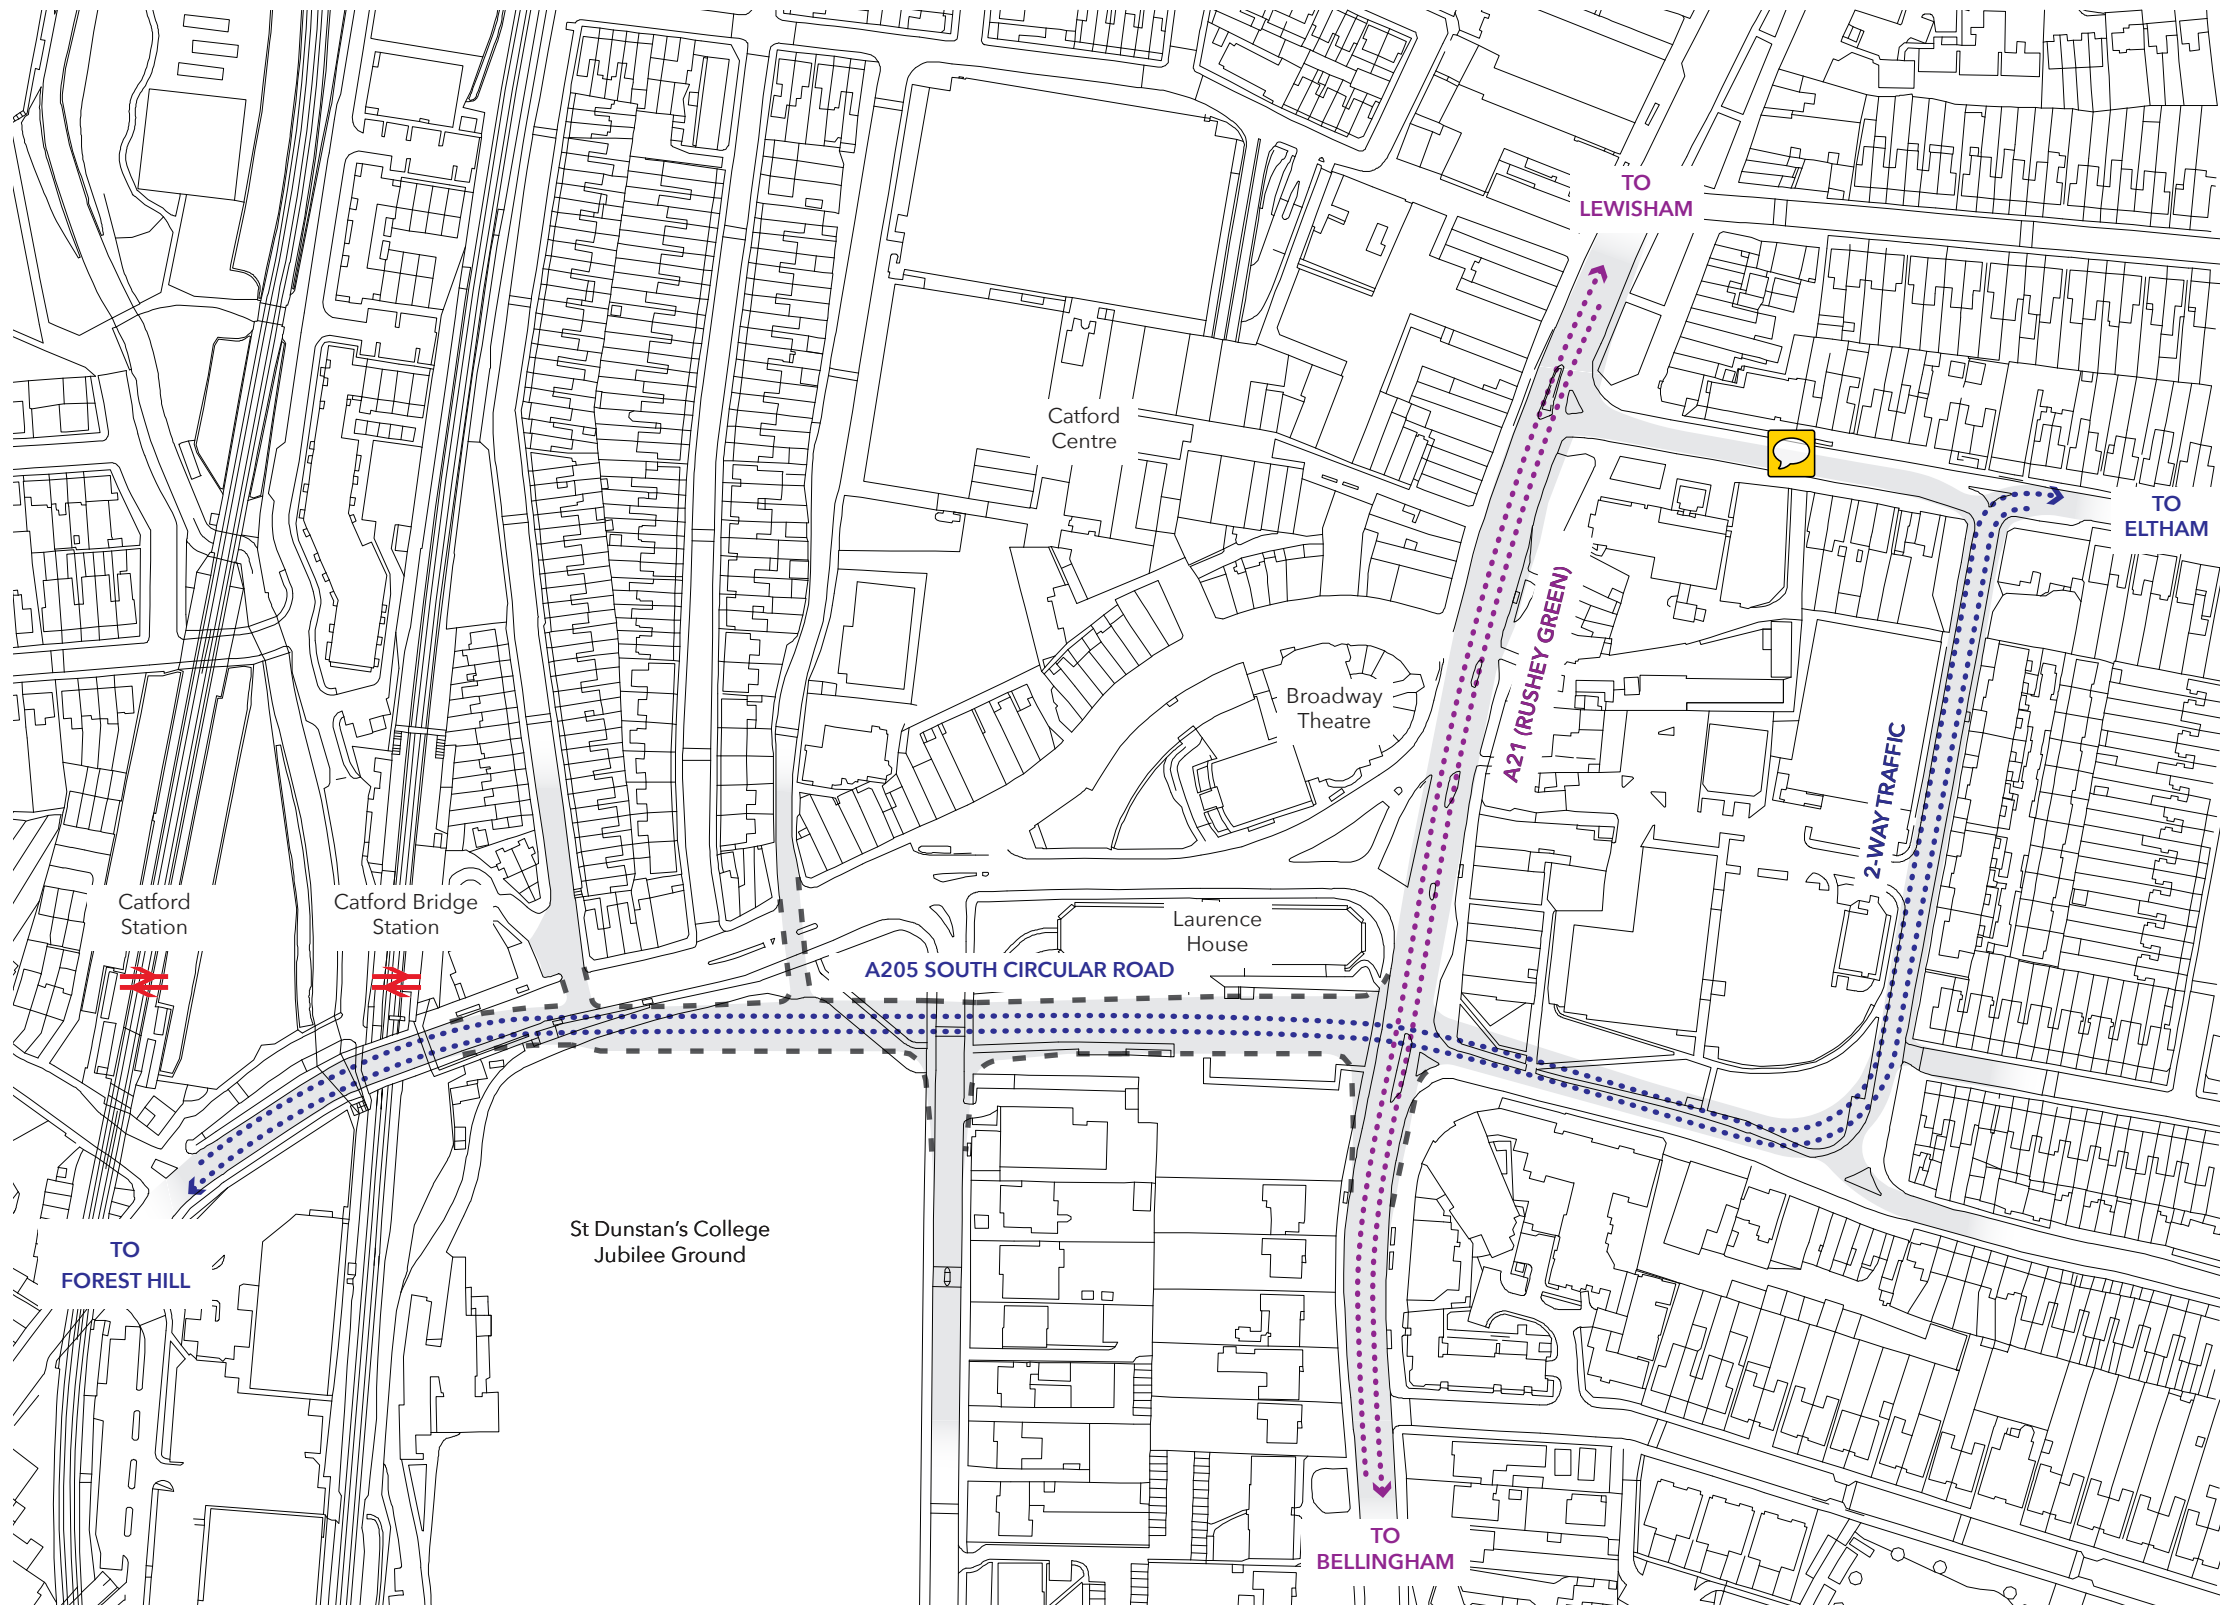 TO
LEWISHAM
Catford
Centre
TO
ELTHAM
A21 (RUSHEY GREEN)
Broadway
Theatre
2-WAY TRAFFIC
Catford
Station
Catford Bridge
Station
Laurence
House
A205 SOUTH CIRCULAR ROAD
St Dunstan's College
Jubilee Ground
TO
FOREST HILL
TO
BELLINGHAM